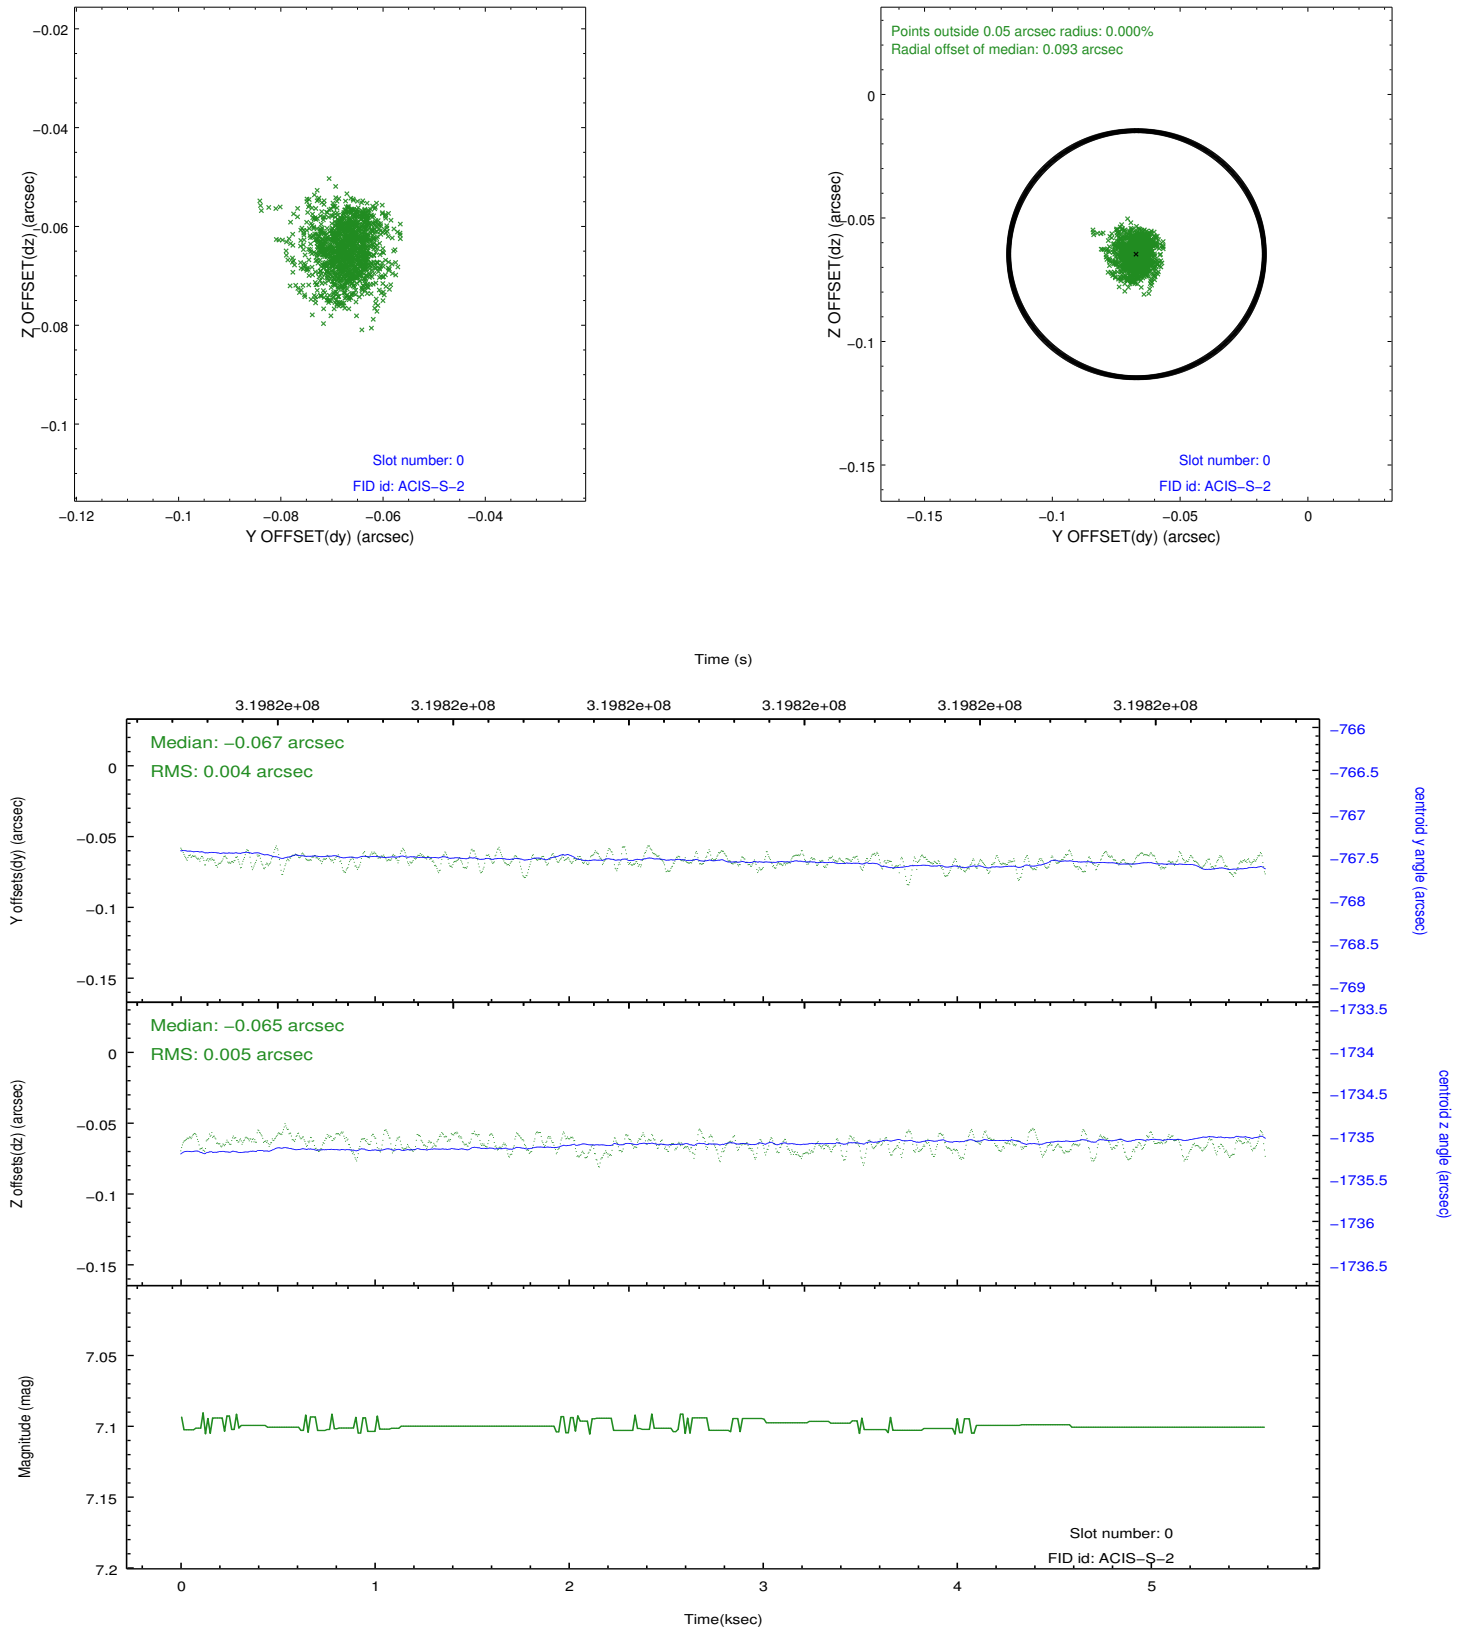 −0.02
−0.04
−0.06
−0.08
−0.1
Z OFFSET(dz) (arcsec)
Slot number: 0
FID id: ACIS−S−2
−0.12 −0.1 −0.08 −0.06 −0.04
Y OFFSET(dy) (arcsec)
Points outside 0.05 arcsec radius: 0.000%
Radial offset of median: 0.093 arcsec
0
−0.05
−0.1
−0.15
Z OFFSET(dz) (arcsec)
Slot number: 0
FID id: ACIS−S−2
−0.15 −0.1 −0.05 0
Y OFFSET(dy) (arcsec)
Time (s)
3.1982e+08 3.1982e+08 3.1982e+08 3.1982e+08 3.1982e+08 3.1982e+08
Median: −0.067 arcsec
RMS: 0.004 arcsec
0
−0.05
−0.1
−0.15
Y offsets(dy) (arcsec)
−766
−766.5
−767
−767.5
−768
−768.5
−769
centroid y angle (arcsec)
Median: −0.065 arcsec
RMS: 0.005 arcsec
0
−0.05
−0.1
−0.15
Z offsets(dz) (arcsec)
−1733.5
−1734
−1734.5
−1735
−1735.5
−1736
−1736.5
centroid z angle (arcsec)
7.05
7.1
7.15
7.2
Magnitude (mag)
Slot number: 0
FID id: ACIS−S−2
0 1 2 3 4 5
Time(ksec)